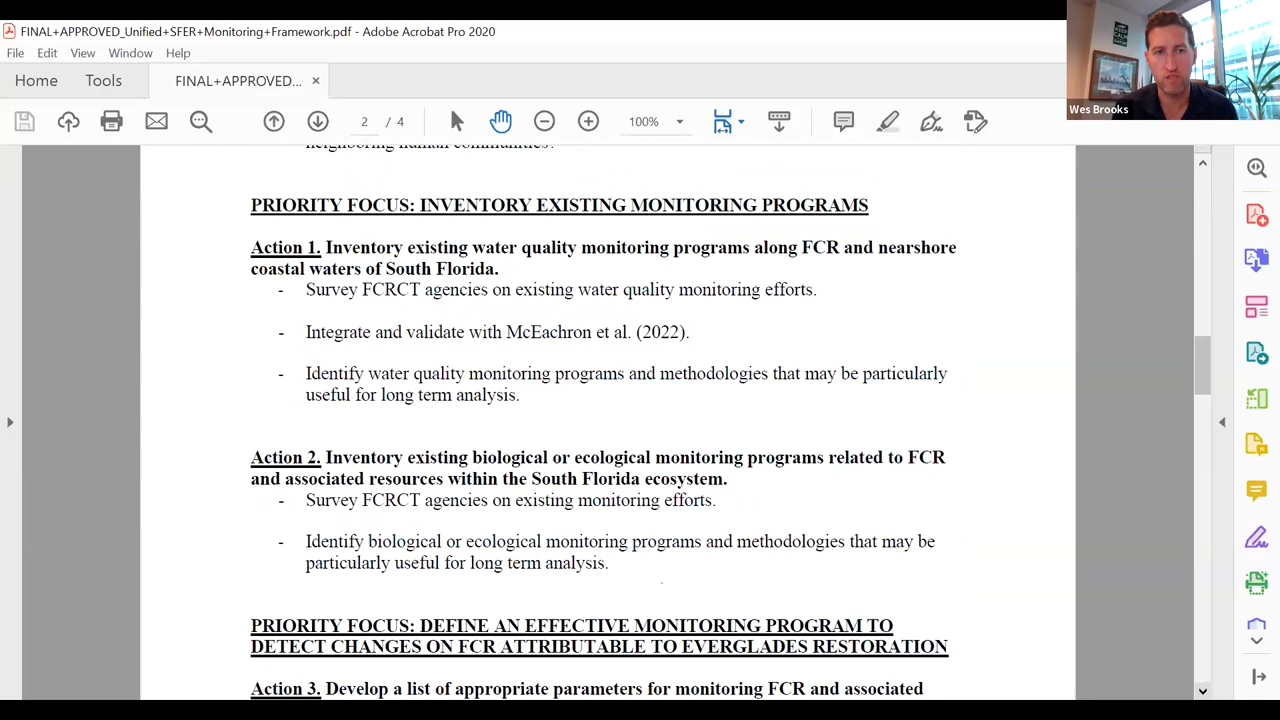 FINAL+APPROVED_Unified+SFER+Monitoring+Framework.pdf - Adobe Acrobat Pro 2020
File Edit View Window Help
Home Tools FINAL+APPROVED... ×
2 / 4 100%
Wes Brooks
neighboring human communities?
PRIORITY FOCUS: INVENTORY EXISTING MONITORING PROGRAMS
Action 1. Inventory existing water quality monitoring programs along FCR and nearshore
coastal waters of South Florida.
- Survey FCRCT agencies on existing water quality monitoring efforts.
- Integrate and validate with McEachron et al. (2022).
- Identify water quality monitoring programs and methodologies that may be particularly
useful for long term analysis.
Action 2. Inventory existing biological or ecological monitoring programs related to FCR
and associated resources within the South Florida ecosystem.
- Survey FCRCT agencies on existing monitoring efforts.
- Identify biological or ecological monitoring programs and methodologies that may be
particularly useful for long term analysis.
PRIORITY FOCUS: DEFINE AN EFFECTIVE MONITORING PROGRAM TO
DETECT CHANGES ON FCR ATTRIBUTABLE TO EVERGLADES RESTORATION
Action 3. Develop a list of appropriate parameters for monitoring FCR and associated